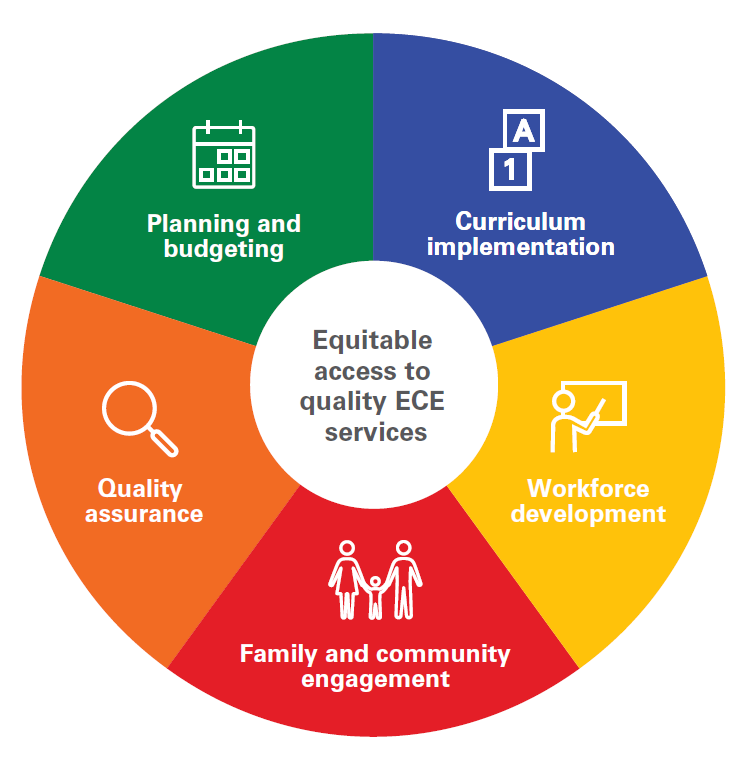 Planning and
budgeting
A
1
Curriculum
implementation
Equitable
access to
quality ECE
services
Quality
assurance
Workforce
development
Family and community
engagement